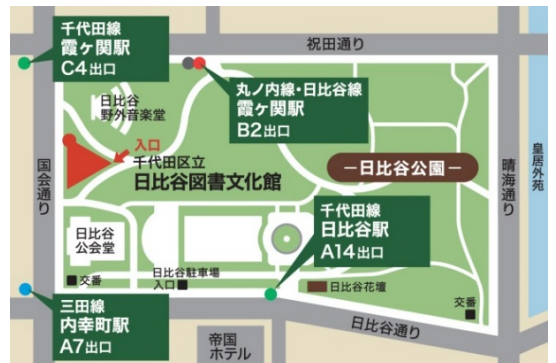 千代田線
霞ヶ関駅
C4出口
祝田通り
丸ノ内線・日比谷線
霞ヶ関駅
B2出口
日比谷
野外音楽堂
入口
千代田区立
日比谷図書文化館
日比谷公園
国会通り
晴海通り
皇居外苑
千代田線
日比谷駅
A14出口
日比谷
公会堂
交番
日比谷駐車場
入口
日比谷花壇
交番
三田線
内幸町駅
A7出口
帝国
ホテル
日比谷通り